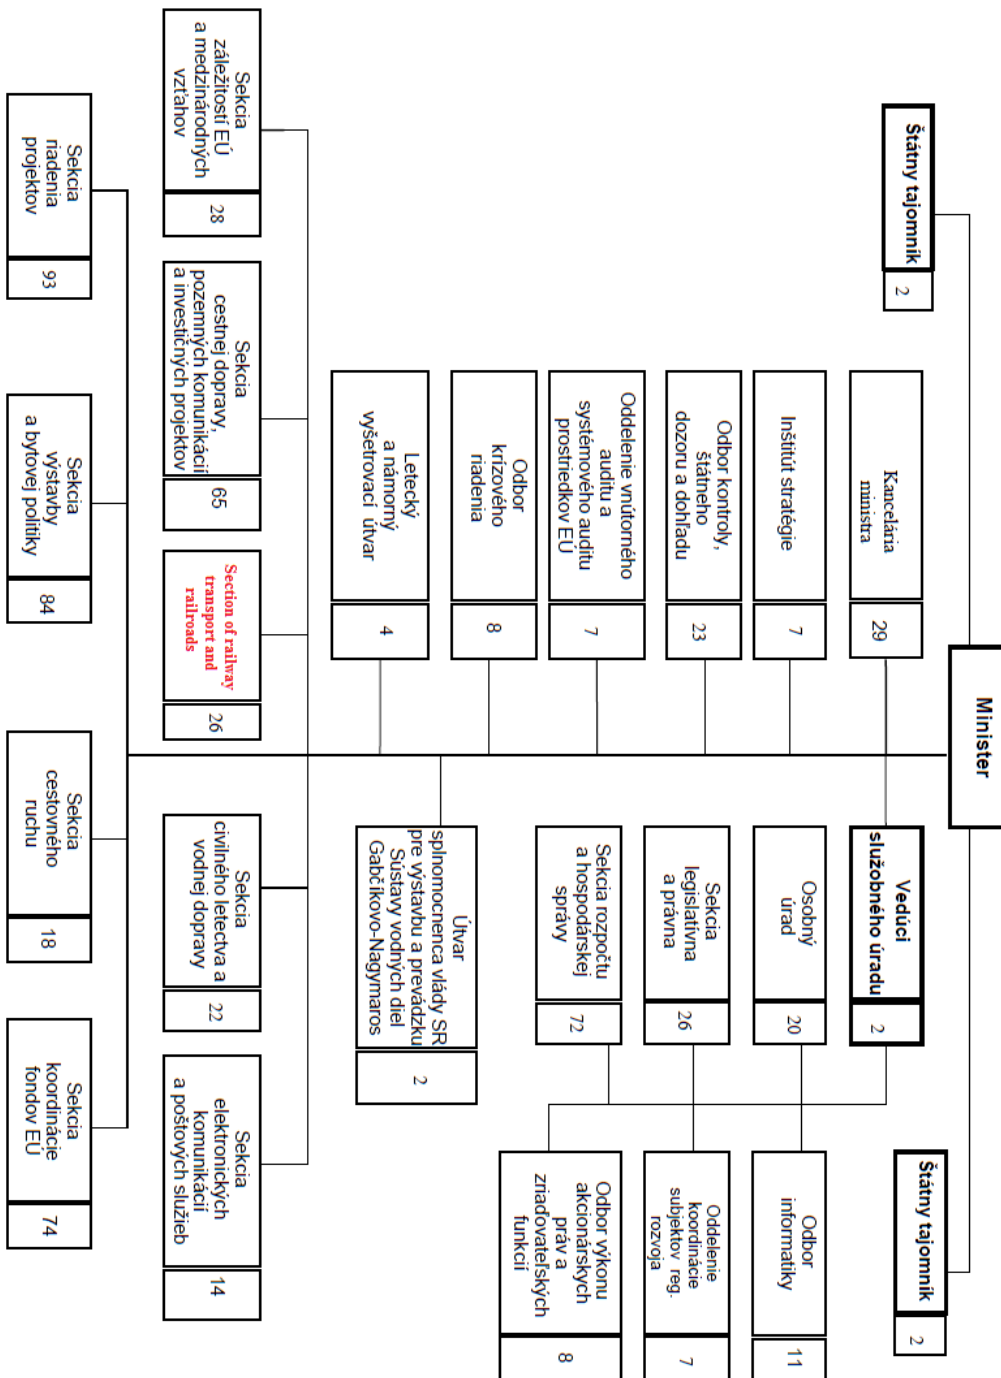 Minister
Štátny tajomník
2
Štátny tajomník
2
Kancelária
ministra
29
Vedúci
služobného úradu
2
Inštitút stratégie
7
Osobný
úrad
20
Odbor
informatiky
11
Odbor kontroly,
štátneho
dozoru a dohľadu
23
Sekcia
legislatívna
a právna
26
Oddelenie
koordinácie
subjektov reg.
rozvoja
7
Oddelenie vnútorného
auditu a
systémového auditu
prostriedkov EÚ
7
Sekcia rozpočtu
a hospodárskej
správy
72
Odbor výkonu
akcionárskych
práv a
zriaďovateľských
funkcií
8
Odbor
krízového
riadenia
8
Letecký
a námorný
vyšetrovací útvar
4
Útvar
splnomocnenca vlády SR
pre výstavbu a prevádzku
Sústavy vodných diel
Gabčíkovo-Nagymaros
2
Sekcia
záležitostí EÚ
a medzinárodných
vzťahov
28
Sekcia
cestnej dopravy,
pozemných komunikácií
a investičných projektov
65
Section of railway
transport and
railroads
26
Sekcia
civilného letectva a
vodnej dopravy
22
Sekcia
elektronických
komunikácií
a poštových služieb
14
Sekcia
riadenia
projektov
93
Sekcia
výstavby
a bytovej politiky
84
Sekcia
cestovného
ruchu
18
Sekcia
koordinácie
fondov EÚ
74